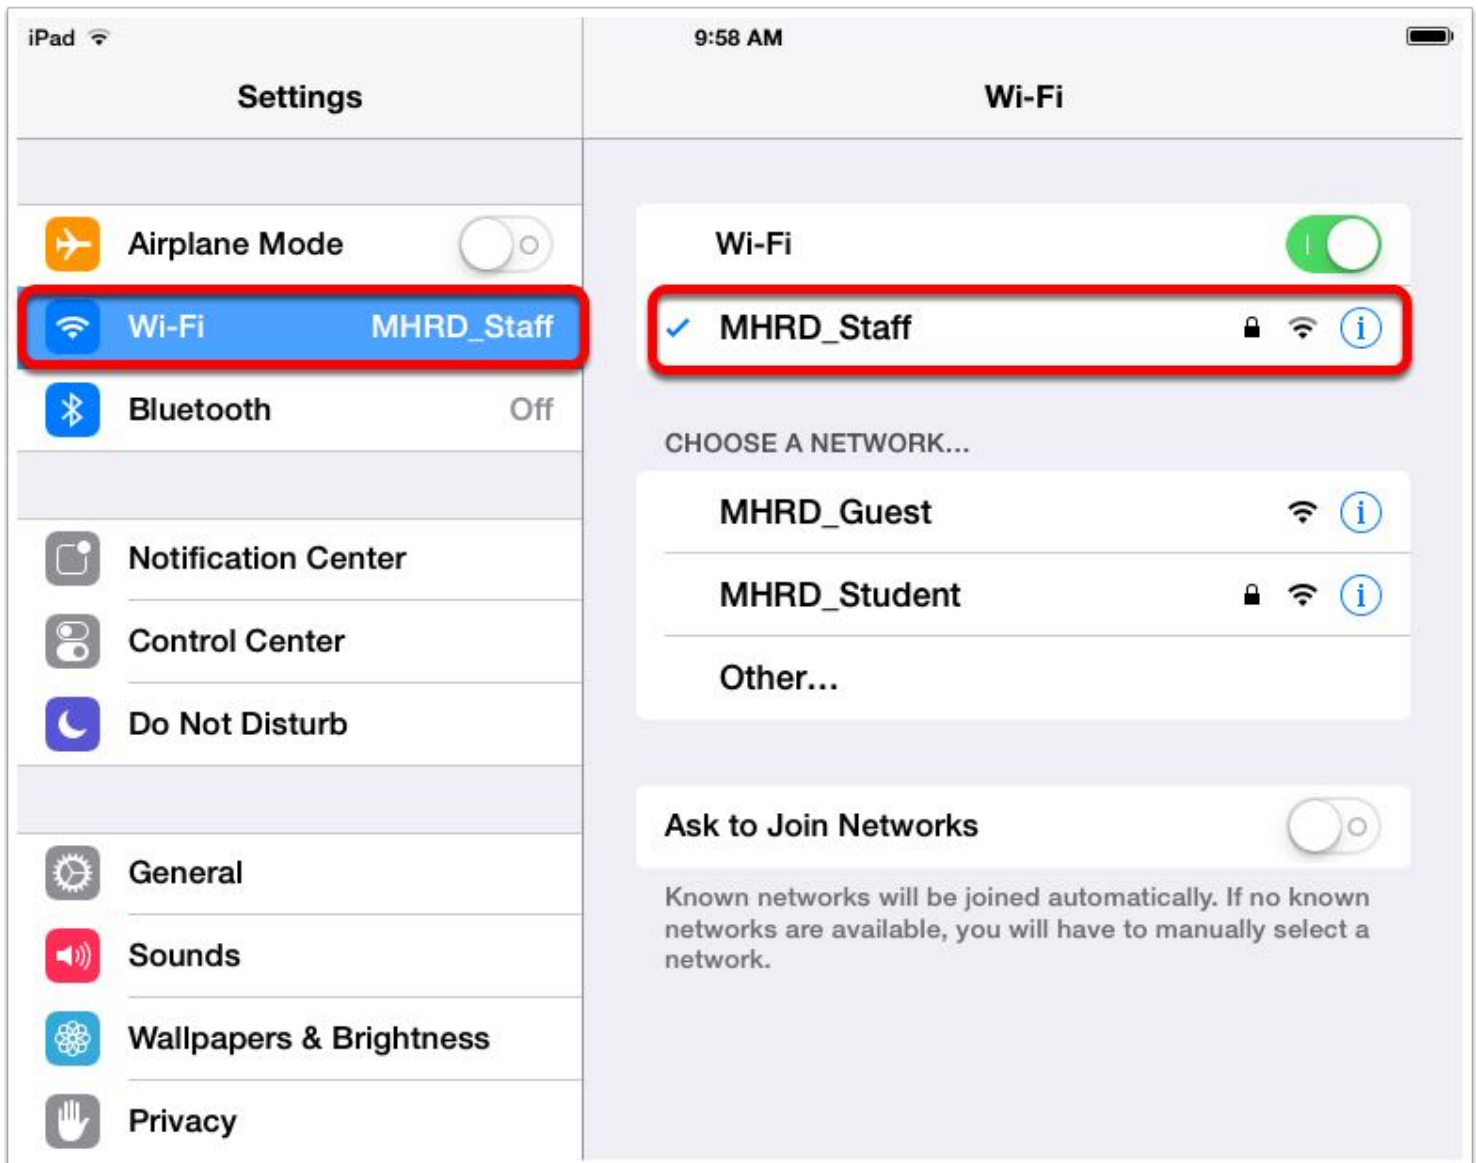 iPad
9:58 AM
Settings
Wi-Fi
Airplane Mode
Wi-Fi MHRD_Staff
Bluetooth Off
Notification Center
Control Center
Do Not Disturb
General
Sounds
Wallpapers & Brightness
Privacy
Wi-Fi
MHRD_Staff
CHOOSE A NETWORK...
MHRD_Guest
MHRD_Student
Other...
Ask to Join Networks
Known networks will be joined automatically. If no known
networks are available, you will have to manually select a
network.